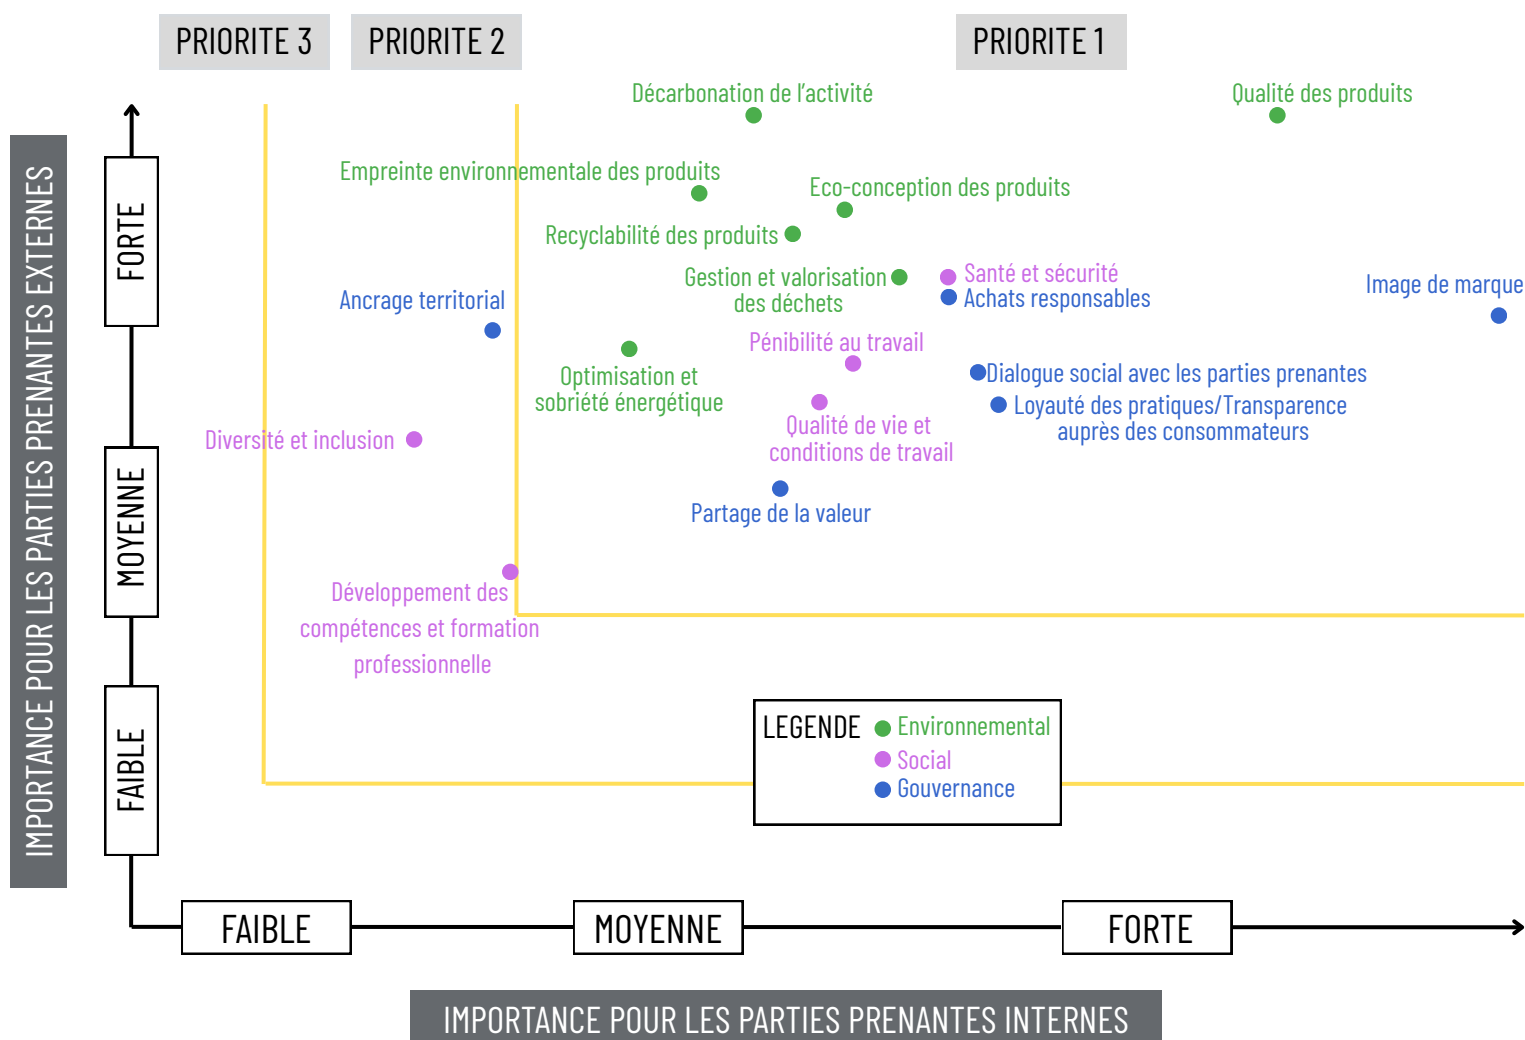 PRIORITE 3
PRIORITE 2
PRIORITE 1
Décarbonation de l'activité
Qualité des produits
Empreinte environnementale des produits
Eco-conception des produits
Recyclabilité des produits
Gestion et valorisation
des déchets
Santé et sécurité
Achats responsables
Image de marque
Ancrage territorial
Pénibilité au travail
Optimisation et
sobriété énergétique
Dialogue social avec les parties prenantes
Loyauté des pratiques/Transparence
auprès des consommateurs
Qualité de vie et
conditions de travail
Diversité et inclusion
Partage de la valeur
Développement des
compétences et formation
professionnelle
LEGENDE
Environnemental
Social
Gouvernance
IMPORTANCE POUR LES PARTIES PRENANTES EXTERNES
FORTE
MOYENNE
FAIBLE
FAIBLE
MOYENNE
FORTE
IMPORTANCE POUR LES PARTIES PRENANTES INTERNES